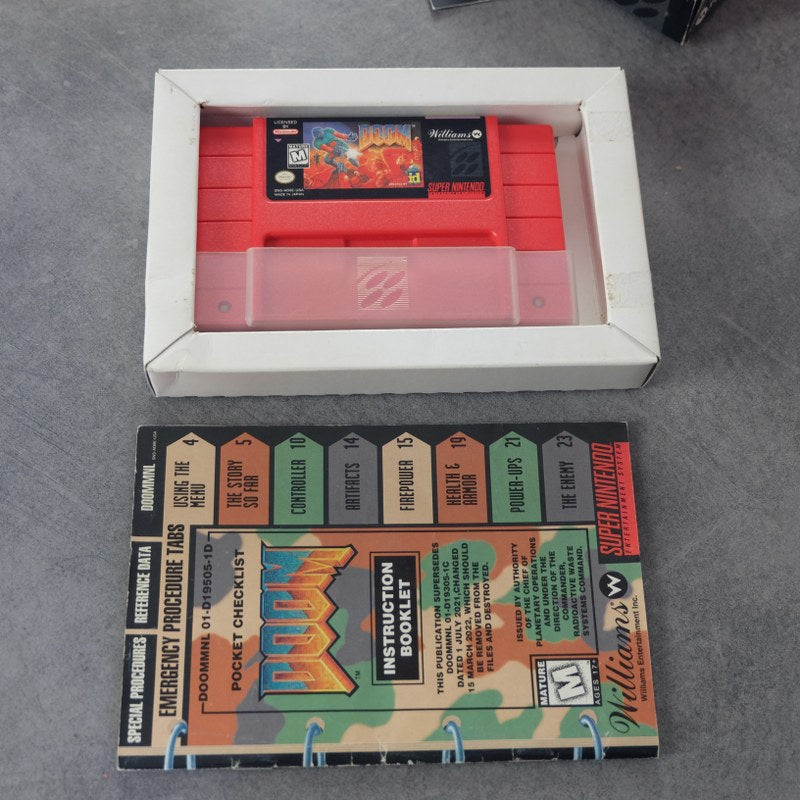 LICENSED
BY
Nintendo
MATURE
M
DOOM
Williams
SUPER NINTENDO
SPECIAL PROCEDURES
REFERENCE DATA
DOOMMNL
EMERGENCY PROCEDURE TABS
USING THE
MENU
4
THE STORY
SO FAR
5
CONTROLLER
10
ARTIFACTS
14
FIREPOWER
15
HEALTH &
ARMOR
19
POWER-UPS
21
THE ENEMY
23
DOOMMNL 01-D19505-1D
POCKET CHECKLIST
DOOM
TM
INSTRUCTION
BOOKLET
THIS PUBLICATION SUPERSEDES
DOOMMNL 01-D19305-1C
DATED 1 JULY 2021,CHANGED
15 MARCH 2022, WHICH SHOULD
BE REMOVED FROM THE
FILES AND DESTROYED.
ISSUED BY AUTHORITY
OF THE CHIEF OF
PLANETARY OPERATIONS
AND UNDER THE
DIRECTION OF THE
COMMANDER,
RADIOACTIVE WASTE
SYSTEMS COMMAND.
MATURE
M
AGES 17+
Williams
Williams Entertainment Inc.
SUPER NINTENDO
ENTERTAINMENT SYSTEM